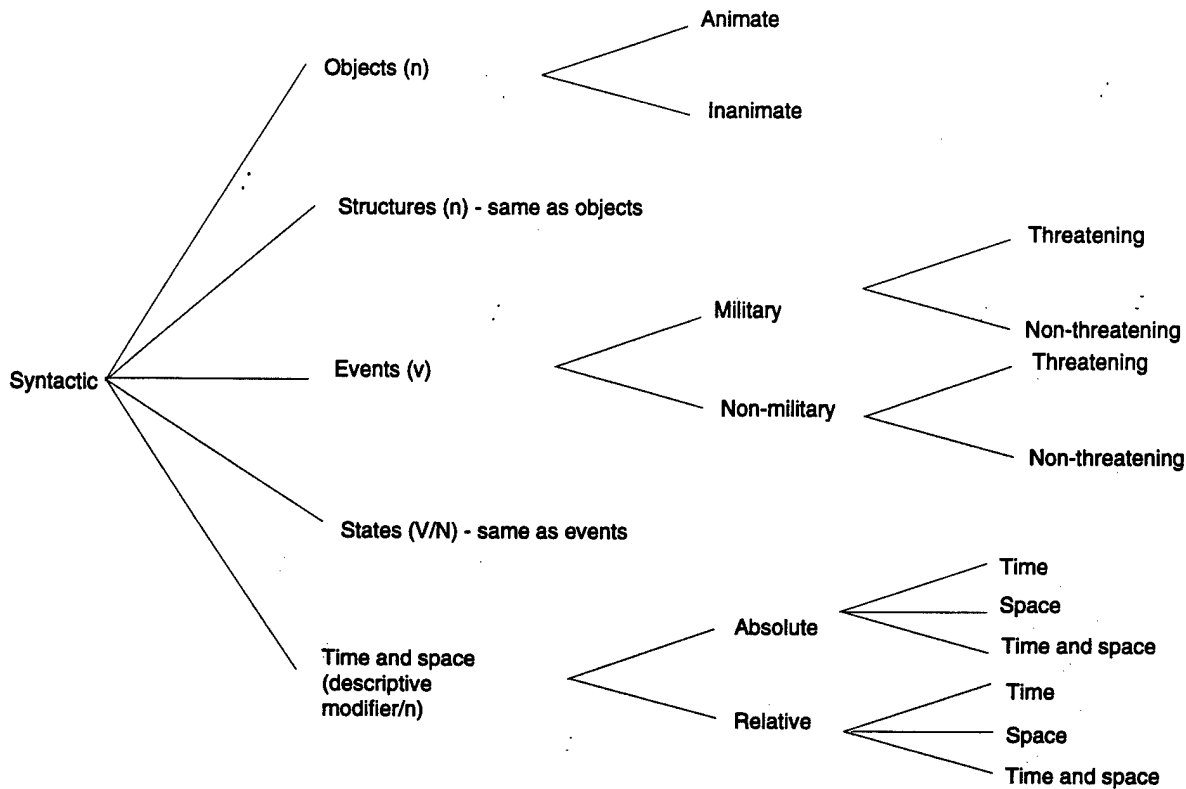 Animate
Objects (n)
Inanimate
Structures (n) - same as objects
Threatening
Military
Non-threatening
Threatening
Events (v)
Syntactic
Non-military
Non-threatening
States (V/N) - same as events
Time
Space
Absolute
Time and space
Time and space
(descriptive
modifier/n)
Time
Relative
Space
Time and space